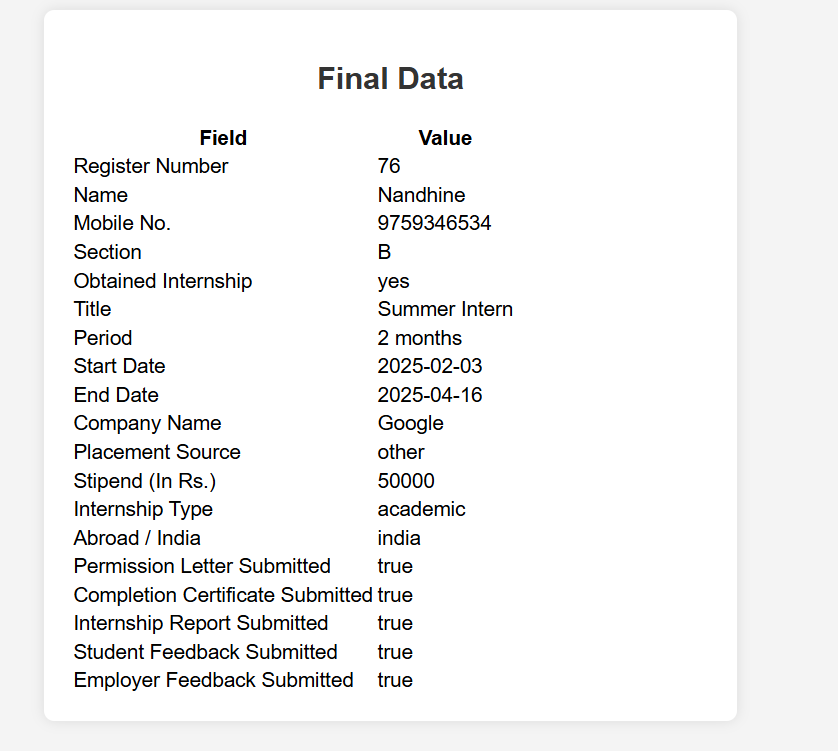 Final Data
Field Value
Register Number 76
Name Nandhine
Mobile No. 9759346534
Section B
Obtained Internship yes
Title Summer Intern
Period 2 months
Start Date 2025-02-03
End Date 2025-04-16
Company Name Google
Placement Source other
Stipend (In Rs.) 50000
Internship Type academic
Abroad / India india
Permission Letter Submitted true
Completion Certificate Submitted true
Internship Report Submitted true
Student Feedback Submitted true
Employer Feedback Submitted true